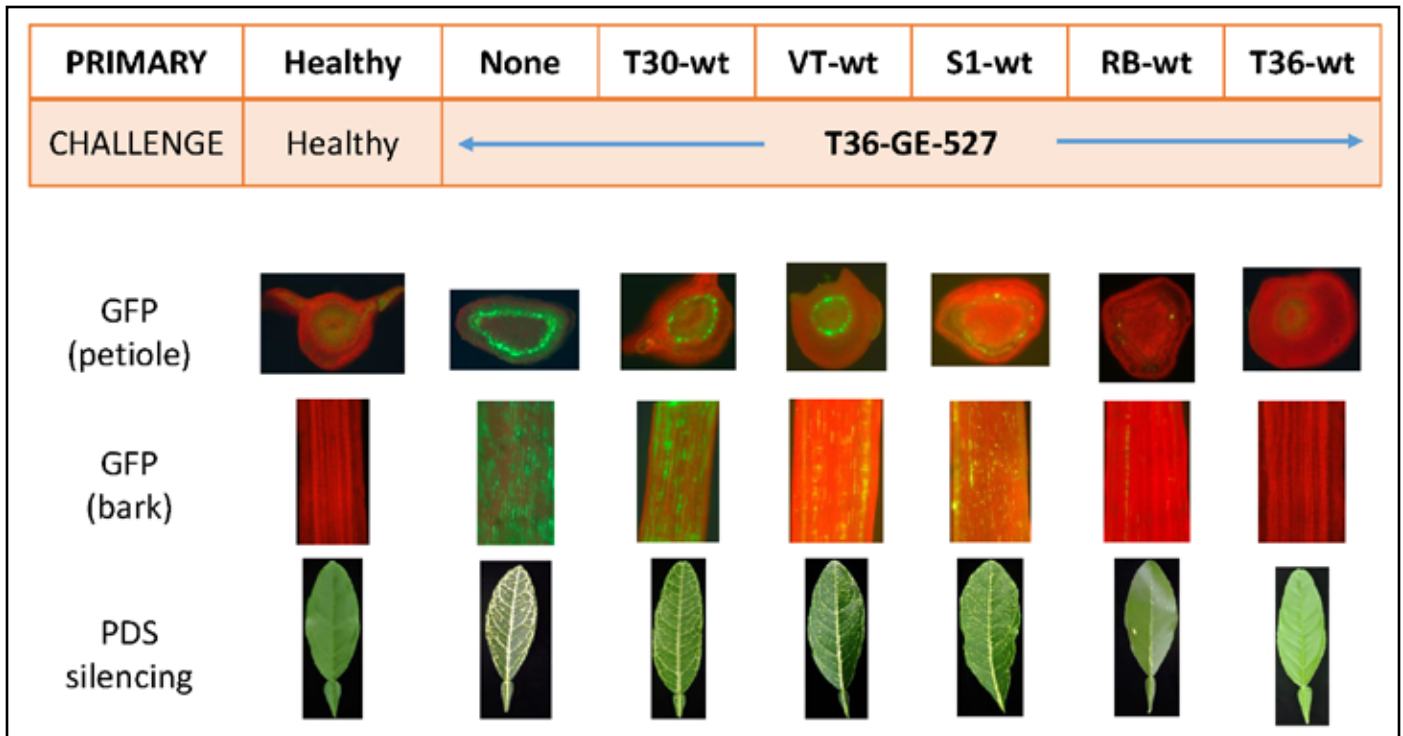 PRIMARY Healthy None T30-wt VT-wt S1-wt RB-wt T36-wt
CHALLENGE Healthy T36-GE-527
GFP
(petiole)
GFP
(bark)
PDS
silencing